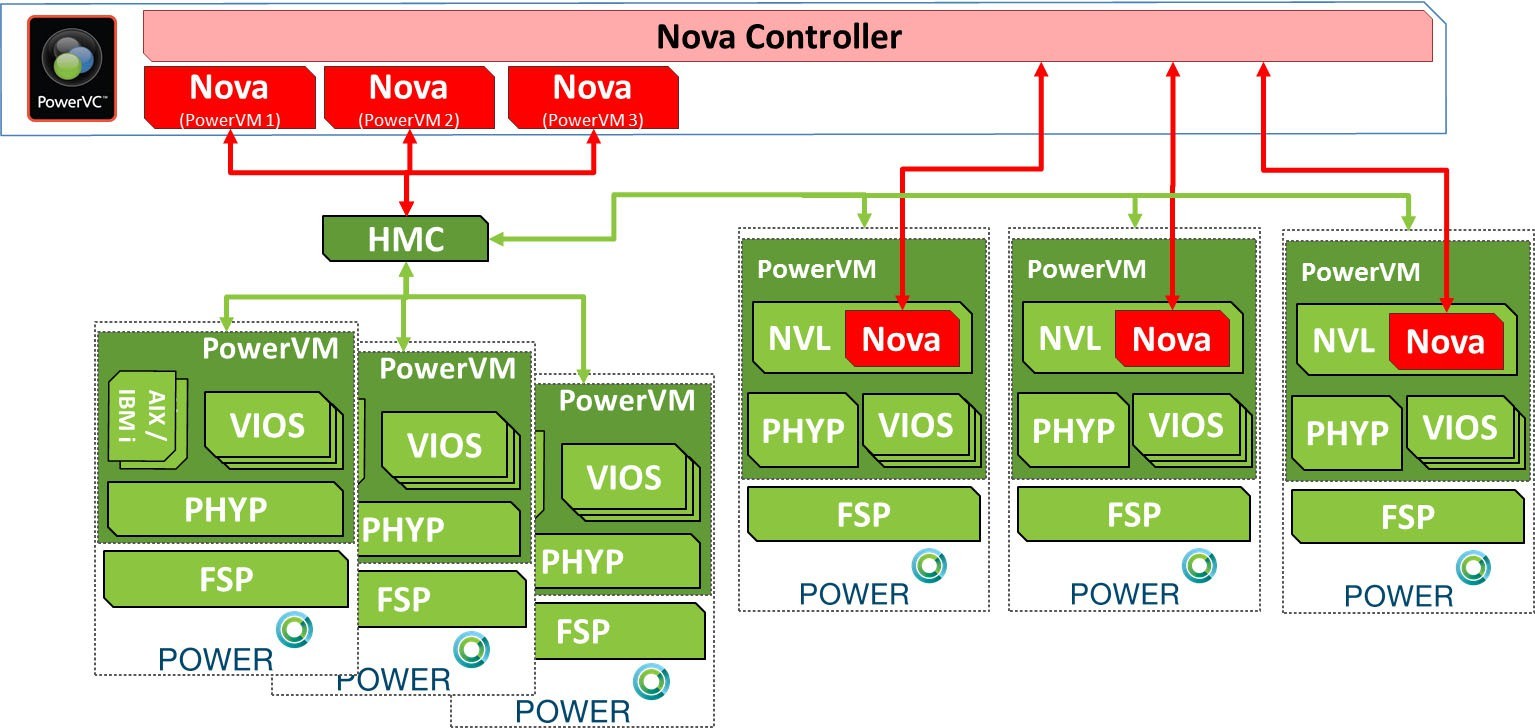 Nova Controller
PowerVC™
Nova
(PowerVM 1)
Nova
(PowerVM 2)
Nova
(PowerVM 3)
HMC
PowerVM
AIX /
IBM i
VIOS
PHYP
FSP
POWER
PowerVM
VIOS
PHYP
FSP
POWER
PowerVM
VIOS
PHYP
FSP
POWER
PowerVM
NVL
Nova
PHYP
VIOS
FSP
POWER
PowerVM
NVL
Nova
PHYP
VIOS
FSP
POWER
PowerVM
NVL
Nova
PHYP
VIOS
FSP
POWER